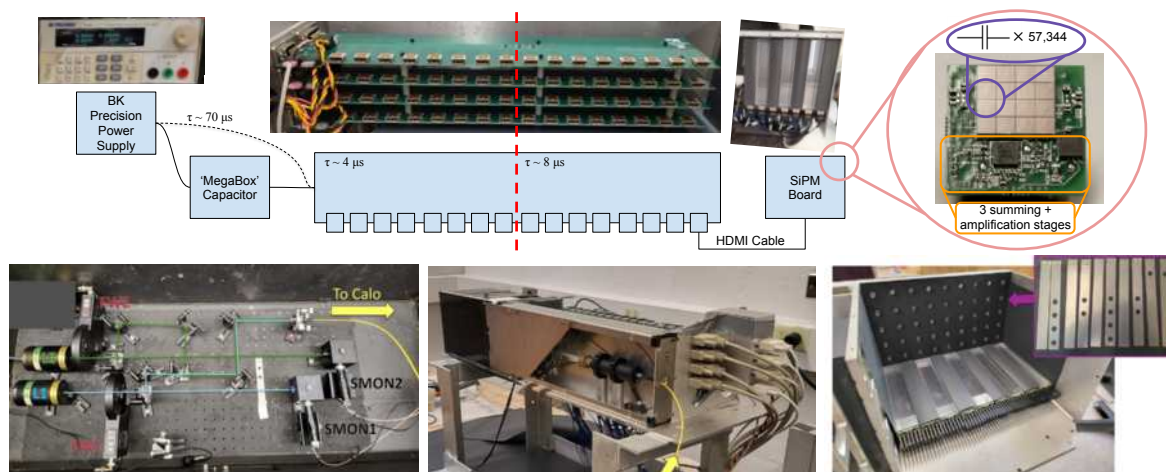 × 57,344
BK
Precision
Power
Supply
τ ~ 70 μs
'MegaBox'
Capacitor
τ ~ 4 μs
τ ~ 8 μs
SiPM
Board
3 summing +
amplification stages
HDMI Cable
To Calo
SMON2
SMON1